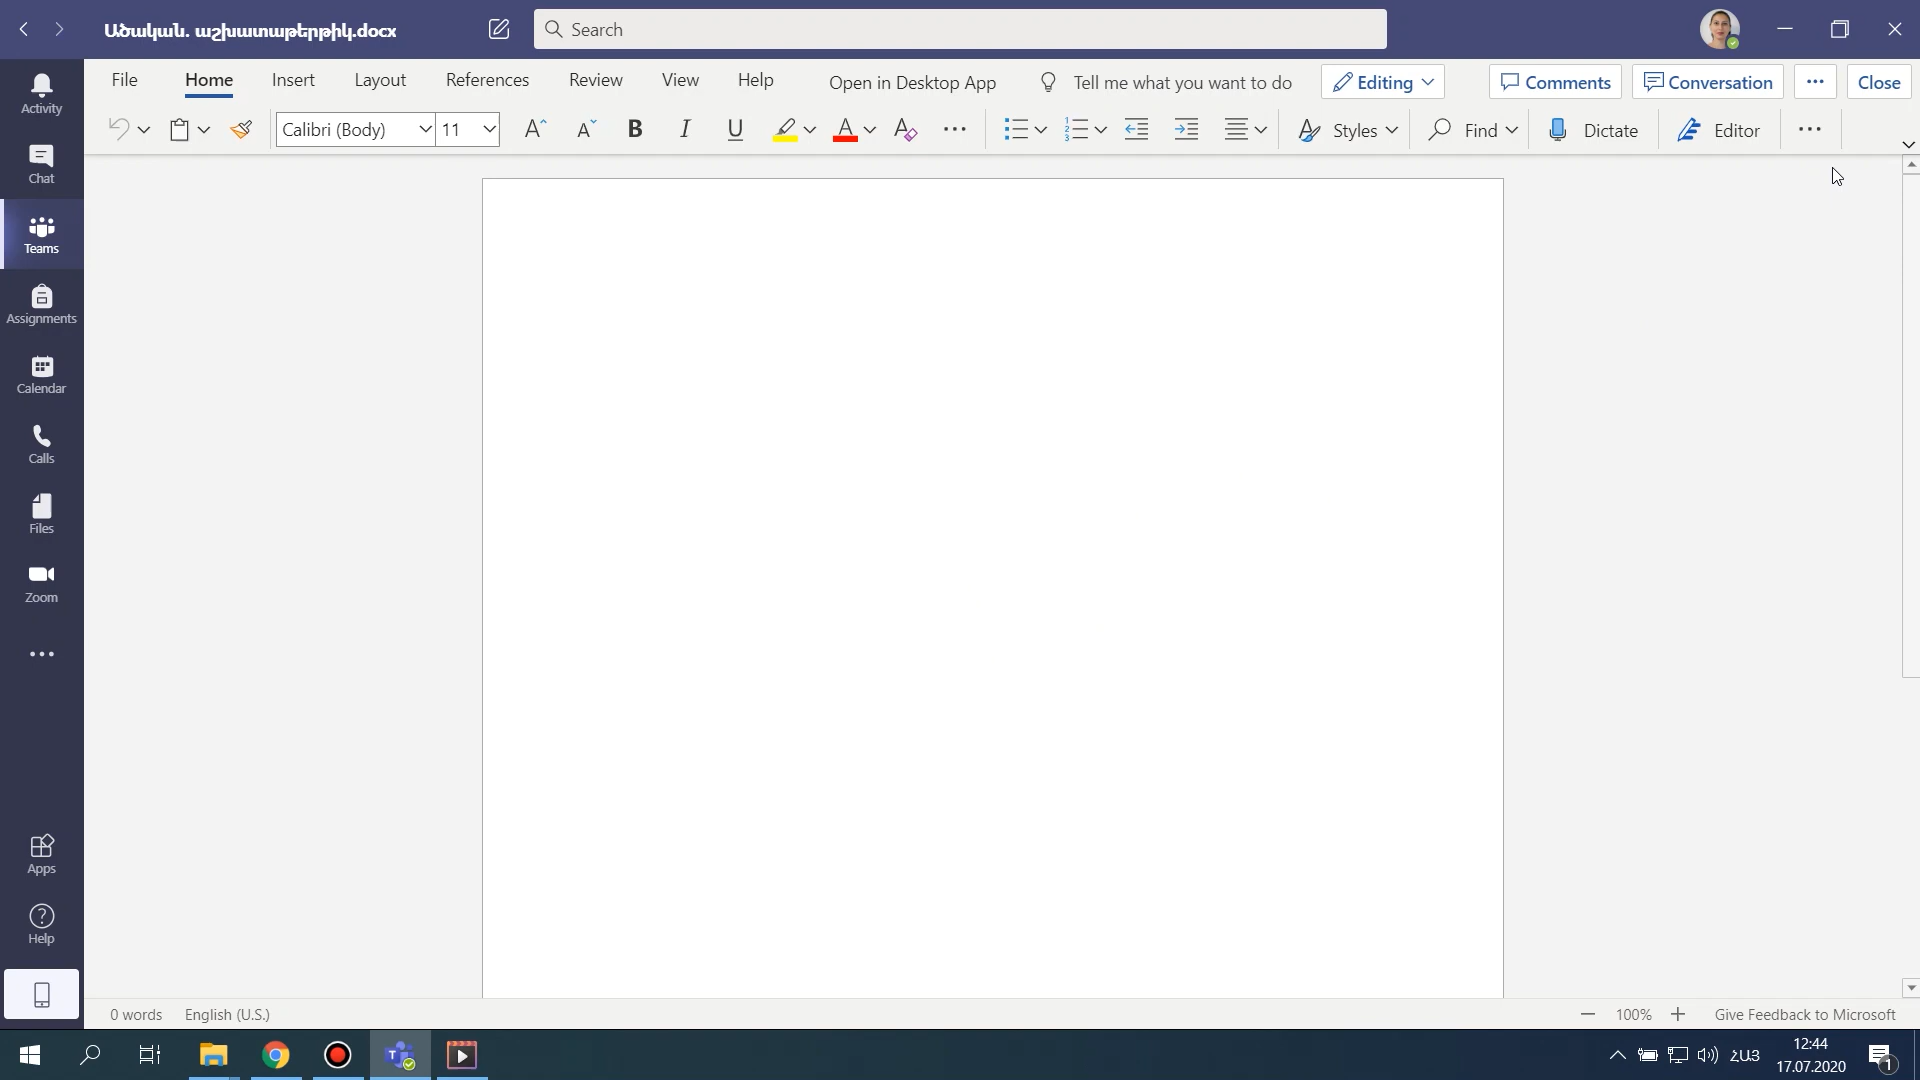 Ածական. աշխատաթերթիկ.docx
Search
File Home Insert Layout References Review View Help Open in Desktop App Tell me what you want to do Editing Comments Conversation ... Close
Calibri (Body) 11 Styles Find Dictate Editor
Activity
Chat
Teams
Assignments
Calendar
Calls
Files
Zoom
Apps
Help
0 words English (U.S.) 100% Give Feedback to Microsoft
ՀԱՅ 12:44
17.07.2020
1